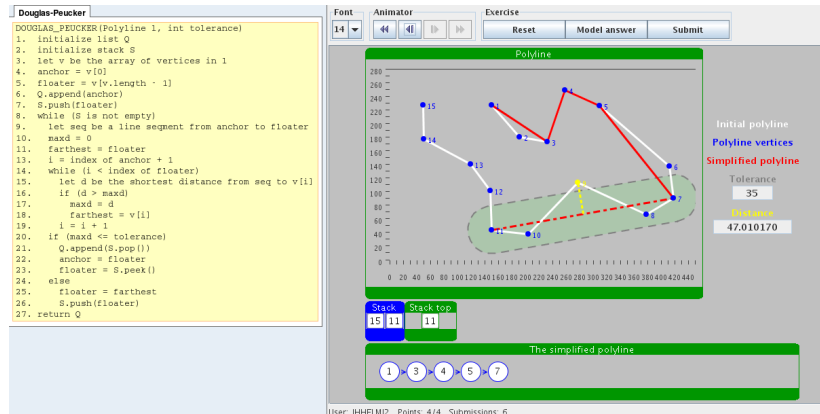 Douglas-Peucker
DOUGLAS_PEUCKER(Polyline l, int tolerance)
1. initialize list Q
2. initialize stack S
3. let v be the array of vertices in l
4. anchor = v[0]
5. floater = v[v.length - 1]
6. Q.append(anchor)
7. S.push(floater)
8. while (S is not empty)
9. let seq be a line segment from anchor to floater
10. maxd = 0
11. farthest = floater
13. i = index of anchor + 1
14. while (i < index of floater)
15. let d be the shortest distance from seq to v[i]
16. if (d > maxd)
17. maxd = d
18. farthest = v[i]
19. i = i + 1
20. if (maxd <= tolerance)
21. Q.append(S.pop())
22. anchor = floater
23. floater = S.peek()
24. else
25. floater <= farthest
26. S.push(floater)
27. return Q
Font
14
Animator
Exercise
Reset Model answer Submit
Polyline
280
260
240
220
200
180
160
140
120
100
80
60
40
20
0
0 20 40 60 80 100 120 140 160 180 200 220 240 260 280 300 320 340 360 380 400 420 440
1
2
3
4
5
6
7
8
10
11
12
13
14
15
Initial polyline
Polyline vertices
Simplified polyline
Tolerance
35
Distance
47.010170
Stack
15 11
Stack top
11
The simplified polyline
1 > 3 > 4 > 5 > 7
User: JHHELMI2 Points: 4/4 Submissions: 6